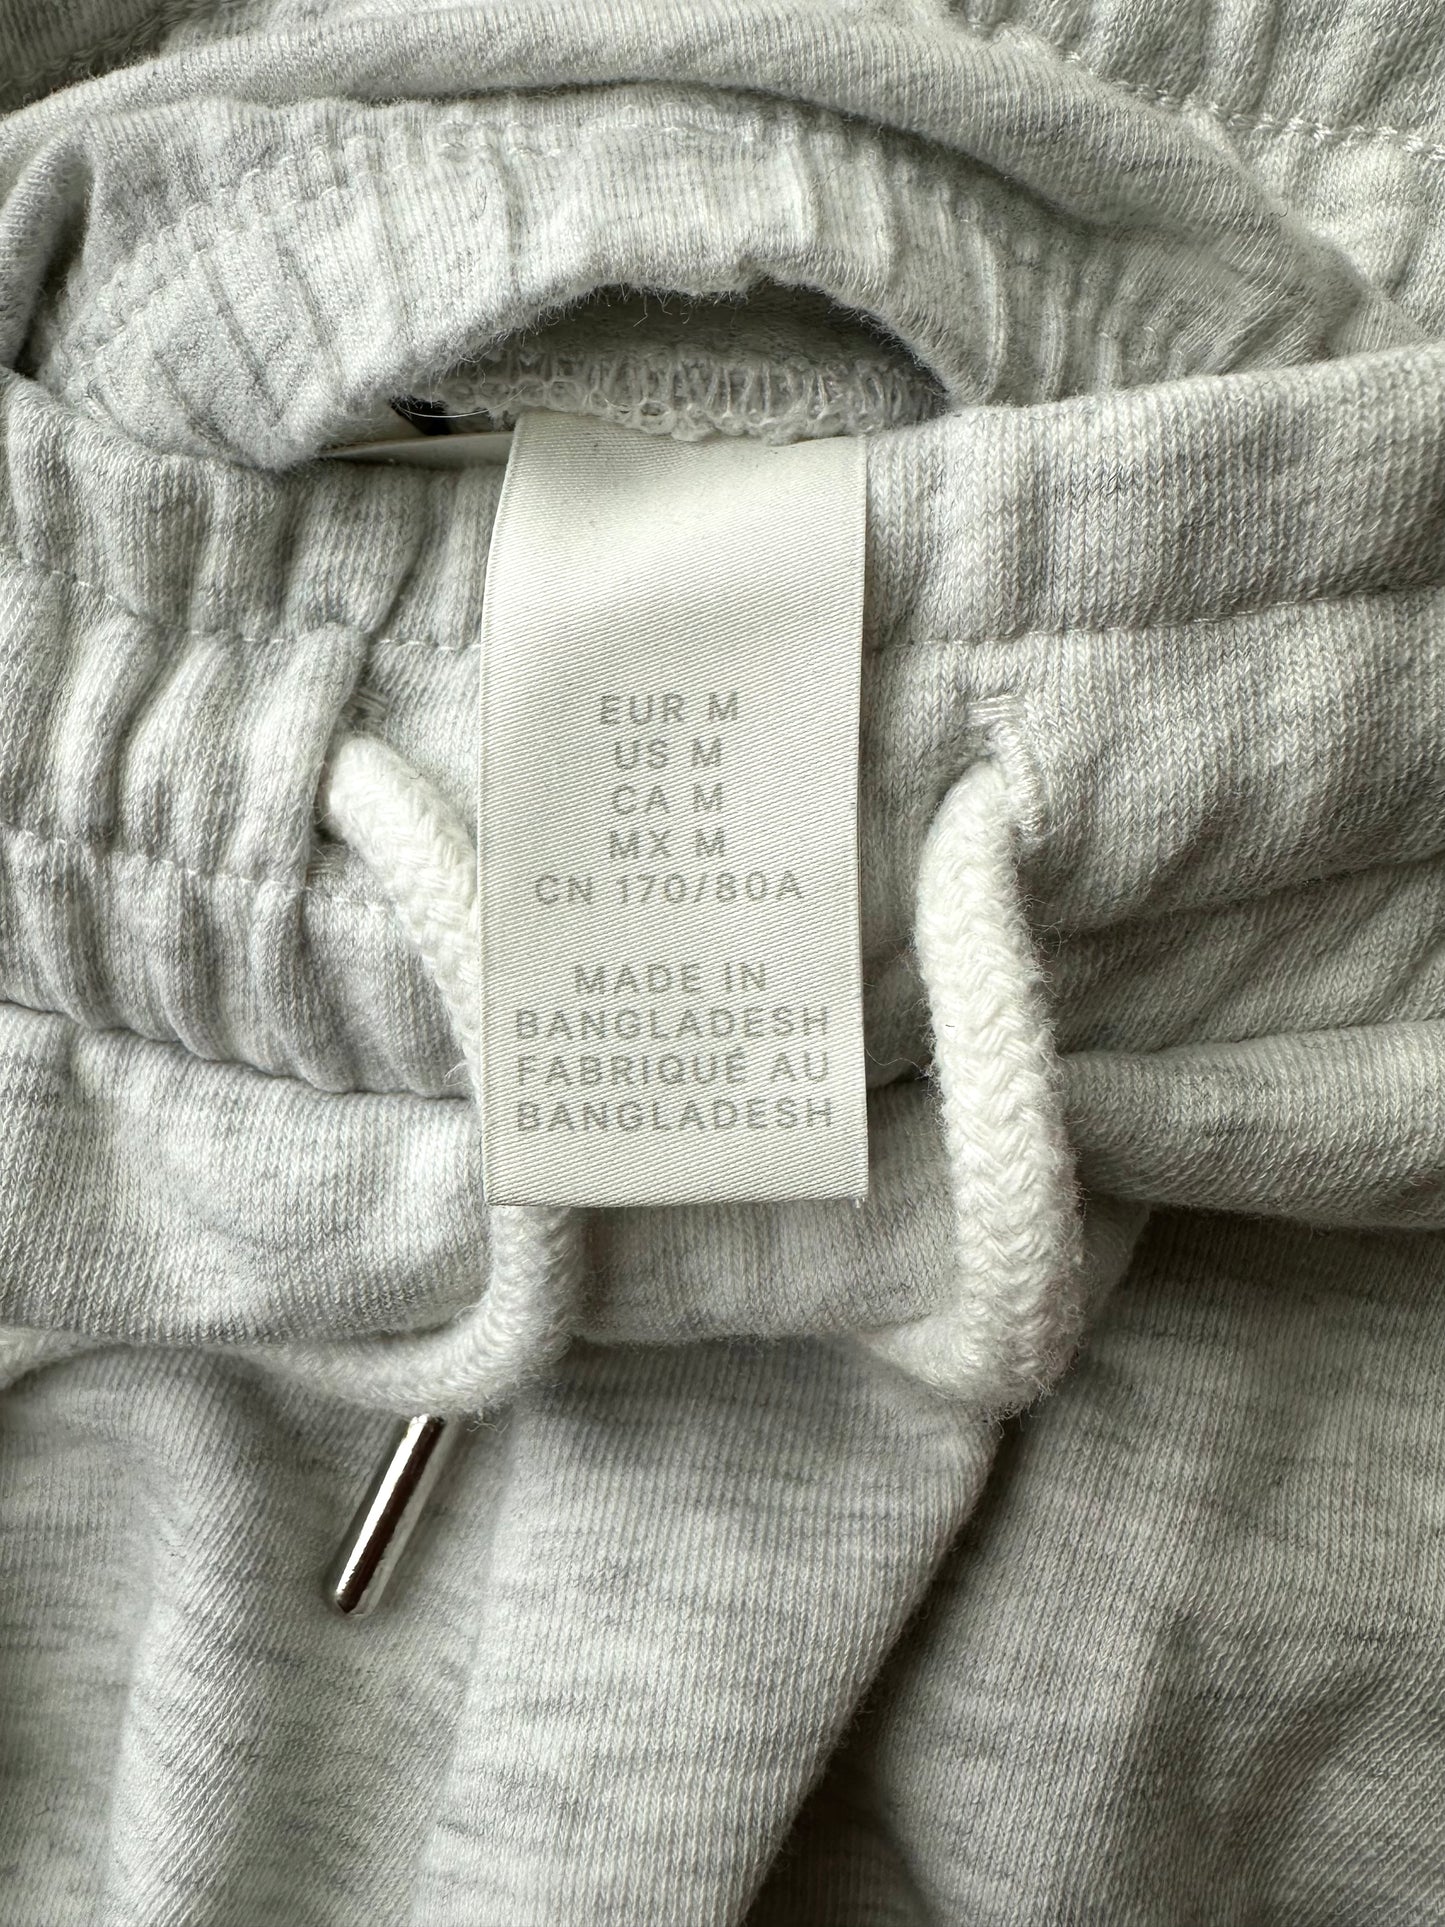 EUR M
US M
CA M
MX M
CN 170/80A
MADE IN
BANGLADESH
FABRIQUÉ AU
BANGLADESH